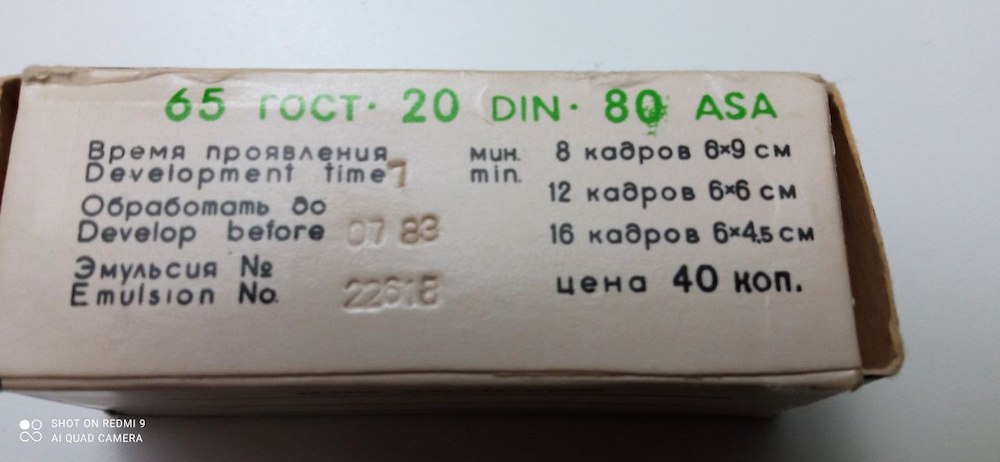 65 ГОСТ · 20 DIN · 80 ASA
Время проявления мин.
Development time 7 min.
Обработать до
Develop before 07 83
Эмульсия №
Emulsion No. 22618
8 кадров 6×9 см
12 кадров 6×6 см
16 кадров 6×4.5 см
цена 40 коп.
SHOT ON REDMI 9
AI QUAD CAMERA